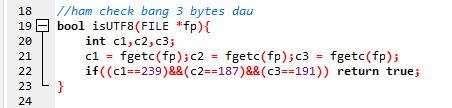 18 //ham check bang 3 bytes dau
19 bool isUTF8(FILE *fp){
20 int c1,c2,c3;
21 c1 = fgetc(fp);c2 = fgetc(fp);c3 = fgetc(fp);
22 if((c1==239)&&(c2==187)&&(c3==191)) return true;
23 }
24